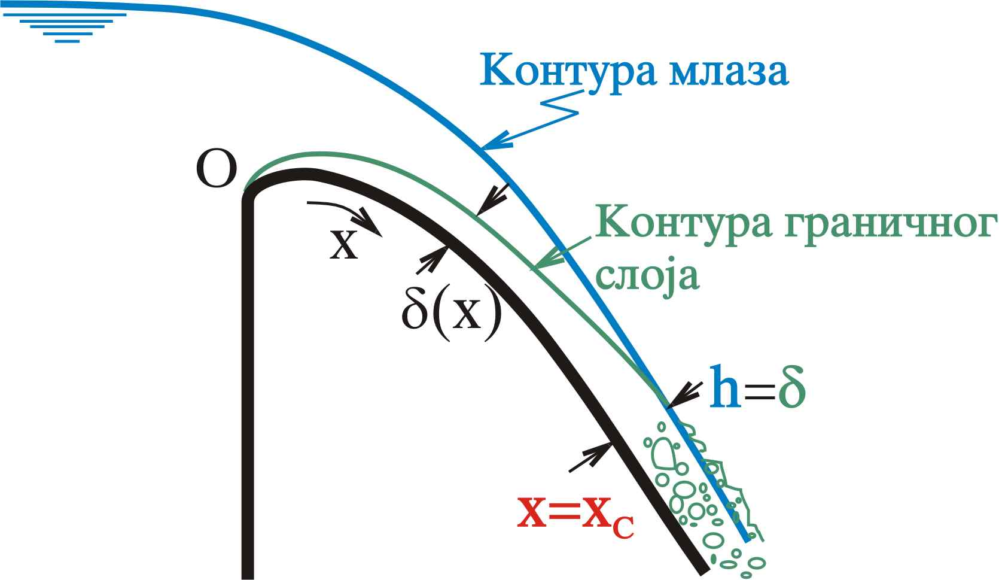 Контура млаза
O
Контура граничног
слоја
x
δ(x)
h=δ
x=xC